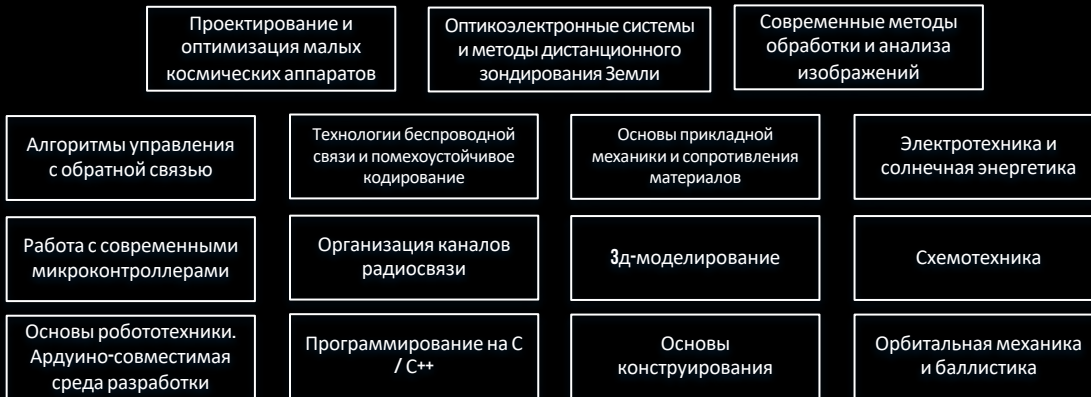 Проектирование и
оптимизация малых
космических аппаратов
Оптикоэлектронные системы
и методы дистанционного
зондирования Земли
Современные методы
обработки и анализа
изображений
Алгоритмы управления
с обратной связью
Технологии беспроводной
связи и помехоустойчивое
кодирование
Основы прикладной
механики и сопротивления
материалов
Электротехника и
солнечная энергетика
Работа с современными
микроконтроллерами
Организация каналов
радиосвязи
3д-моделирование
Схемотехника
Основы робототехники.
Ардуино-совместимая
среда разработки
Программирование на С
/ С++
Основы
конструирования
Орбитальная механика
и баллистика